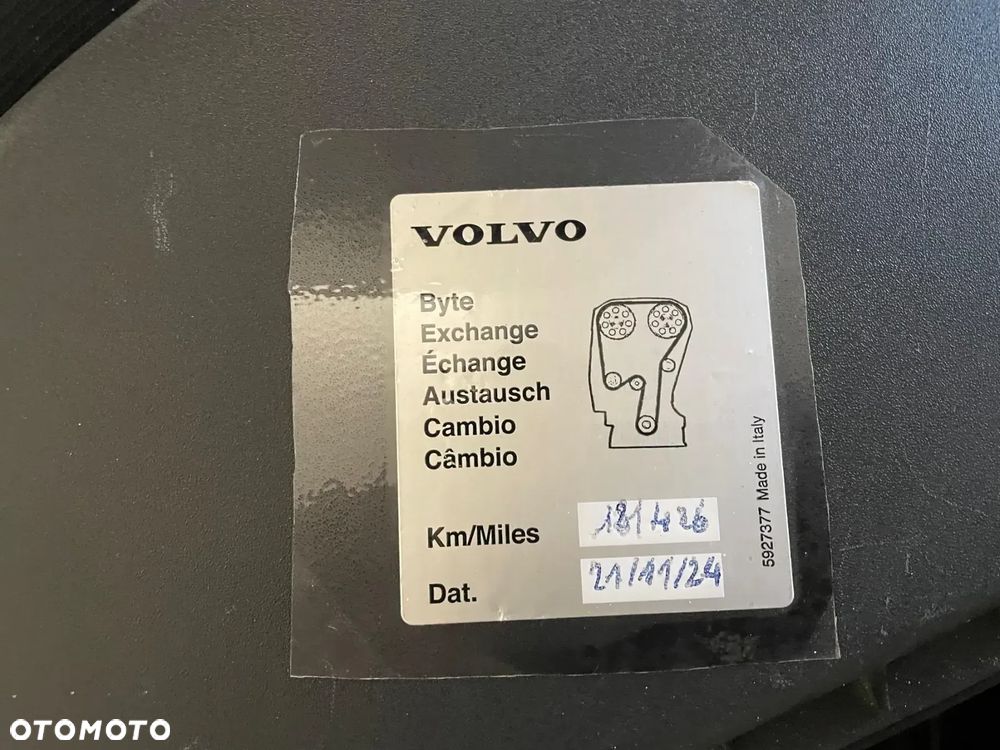 VOLVO
Byte
Exchange
Échange
Austausch
Cambio
Câmbio
Km/Miles 181426
Dat. 21/11/24
5927377 Made in Italy
OTOMOTO